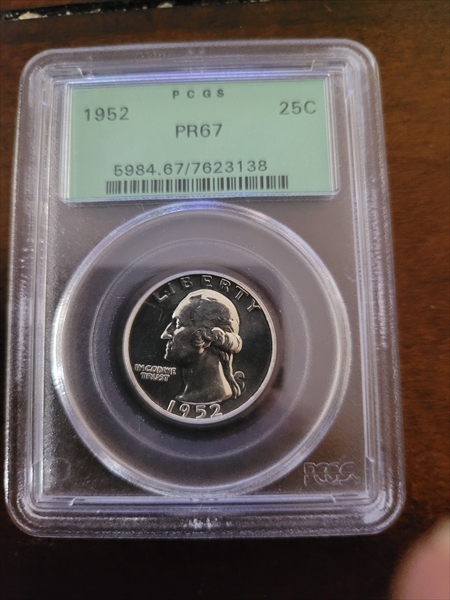 PCGS
1952 25C
PR67
5984.67/7623138
LIBERTY
IN GOD WE
TRUST
1952
PCGS